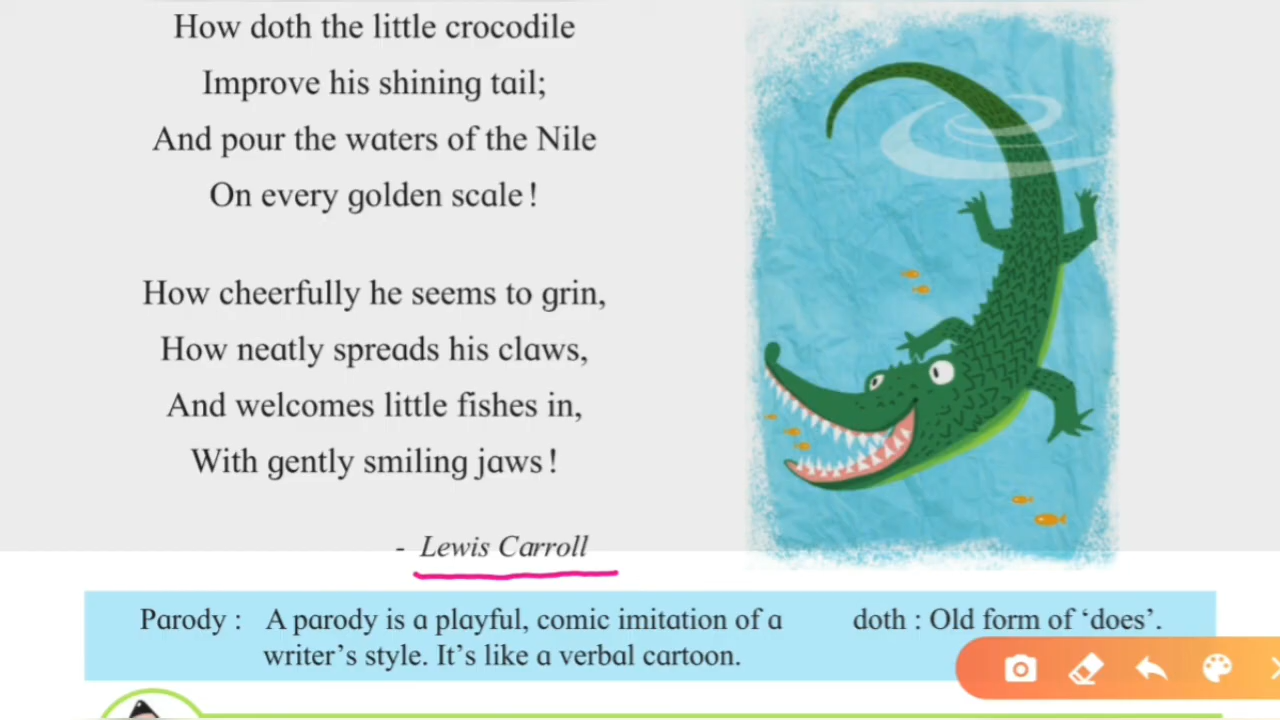 How doth the little crocodile
Improve his shining tail;
And pour the waters of the Nile
On every golden scale!
How cheerfully he seems to grin,
How neatly spreads his claws,
And welcomes little fishes in,
With gently smiling jaws!
- Lewis Carroll
Parody : A parody is a playful, comic imitation of a
writer's style. It's like a verbal cartoon.
doth : Old form of ‘does’.